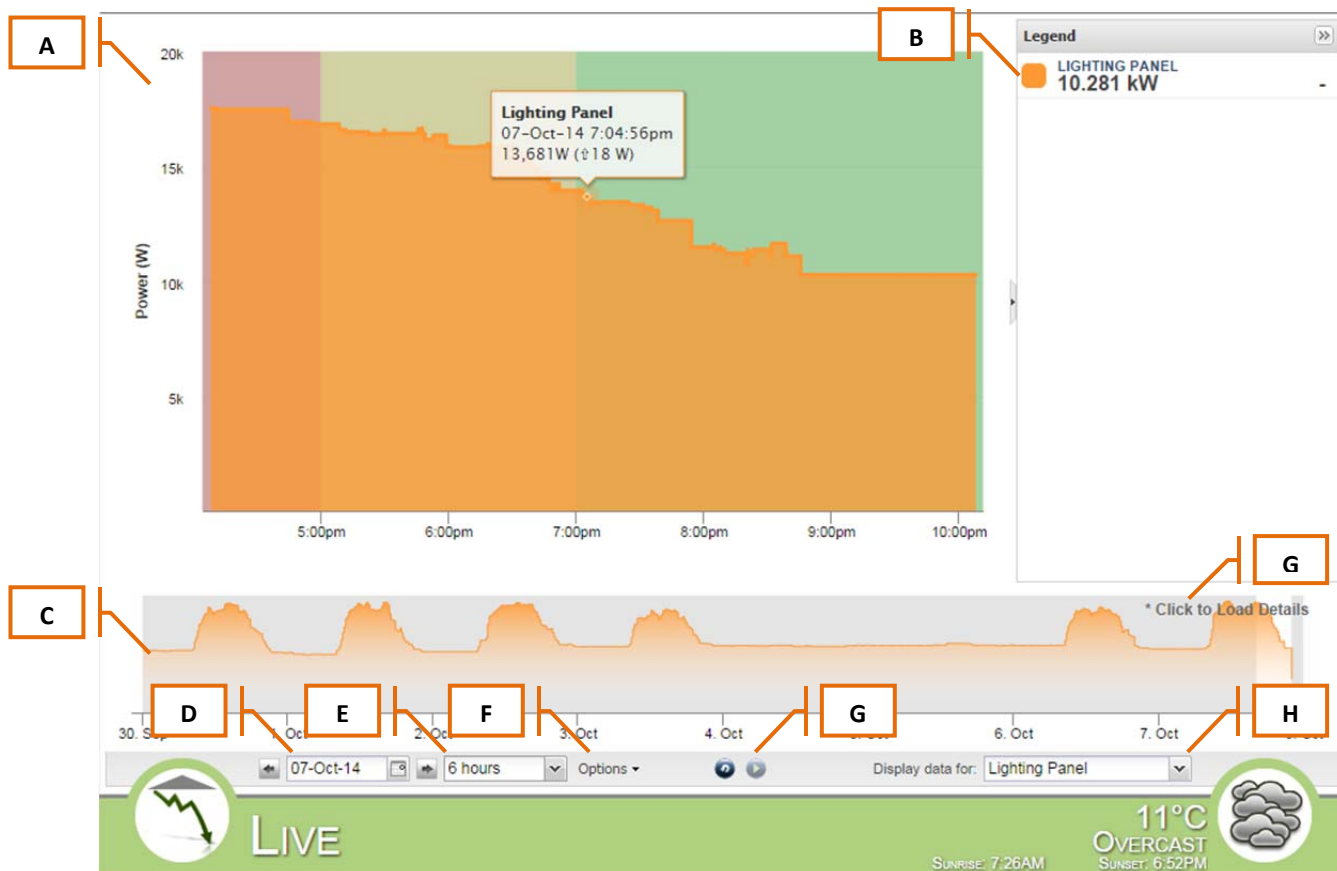 A
B
20k
15k
10k
5k
Power (W)
Lighting Panel
07-Oct-14 7:04:56pm
13,681W (⇧18 W)
5:00pm 6:00pm 7:00pm 8:00pm 9:00pm 10:00pm
Legend
LIGHTING PANEL
10.281 kW -
G
C
* Click to Load Details
D E F G H
30. Sep 1. Oct 2. Oct 3. Oct 4. Oct 6. Oct 7. Oct
07-Oct-14 6 hours Options Display data for: Lighting Panel
LIVE
11°C
OVERCAST
SUNRISE: 7:26AM SUNSET: 6:52PM